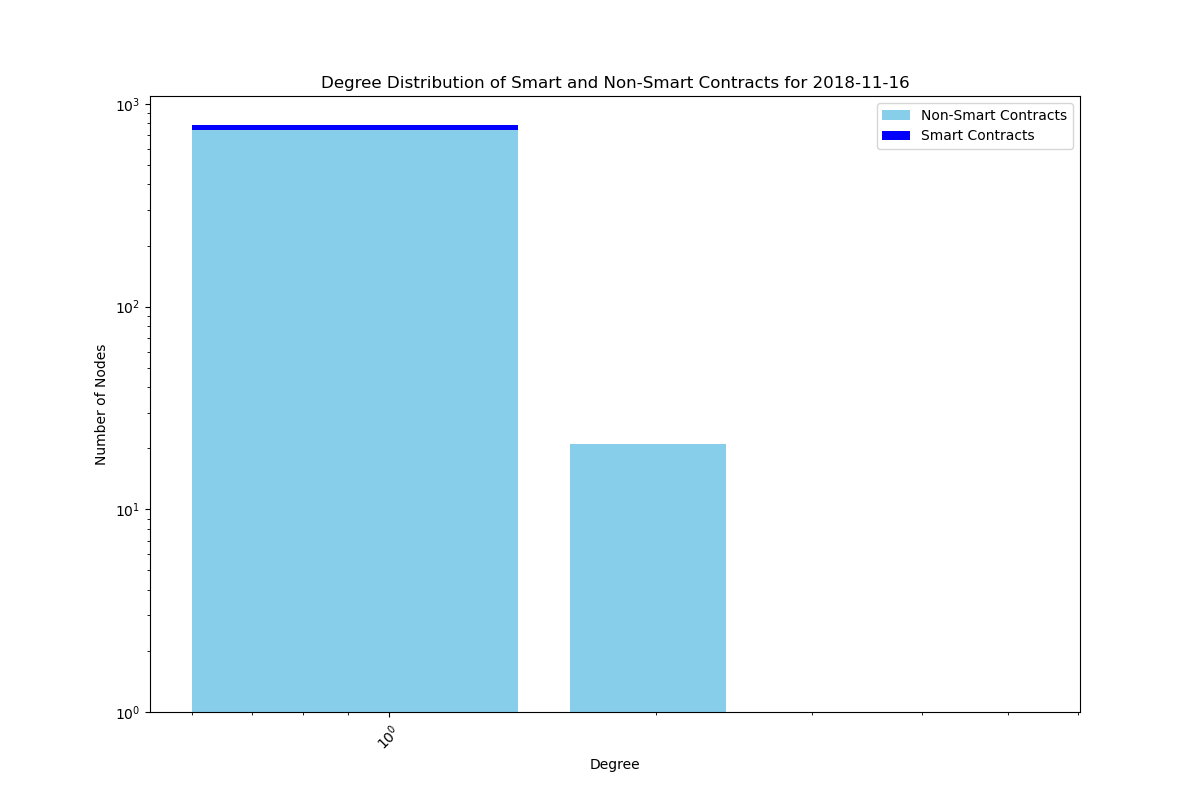 Degree Distribution of Smart and Non-Smart Contracts for 2018-11-16
Non-Smart Contracts
Smart Contracts
10³
10²
10¹
10⁰
Number of Nodes
10⁰
Degree